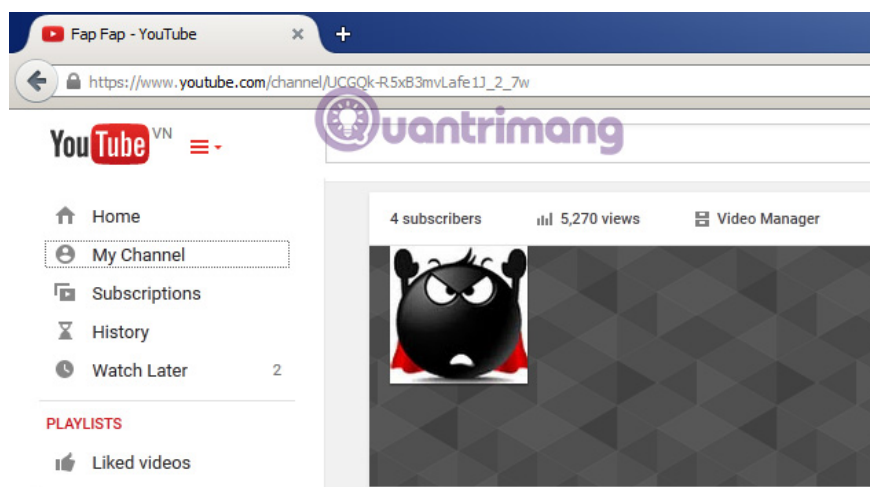 Fap Fap - YouTube
https://www.youtube.com/channel/UCGQk-R5xB3mvLafe1J_2_7w
Quantrimang
YouTube VN
Home
4 subscribers 5,270 views Video Manager
My Channel
Subscriptions
History
Watch Later 2
PLAYLISTS
Liked videos